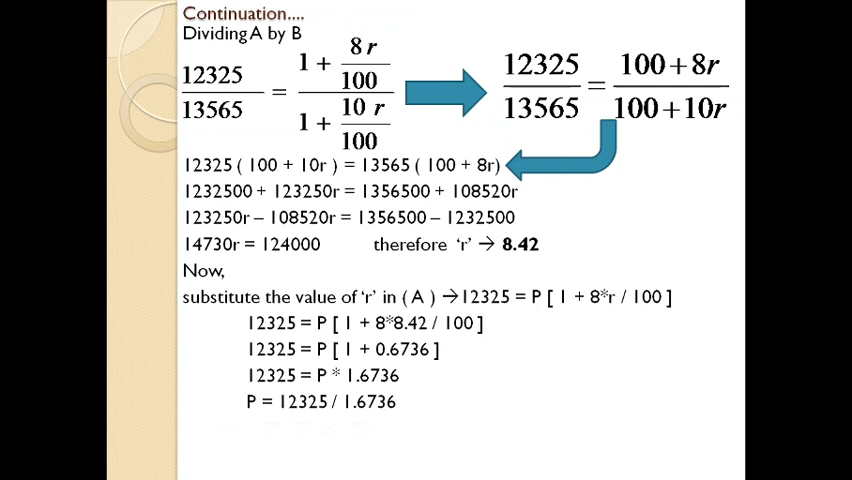 Continuation....
Dividing A by B
12325 / 13565 = (1 + 8r/100) / (1 + 10 r/100)
12325 / 13565 = (100 + 8r) / (100 + 10r)
12325 ( 100 + 10r ) = 13565 ( 100 + 8r)
1232500 + 123250r = 1356500 + 108520r
123250r – 108520r = 1356500 – 1232500
14730r = 124000 therefore ‘r’ → 8.42
Now,
substitute the value of ‘r’ in ( A ) →12325 = P [ 1 + 8*r / 100 ]
12325 = P [ 1 + 8*8.42 / 100 ]
12325 = P [ 1 + 0.6736 ]
12325 = P * 1.6736
P = 12325 / 1.6736